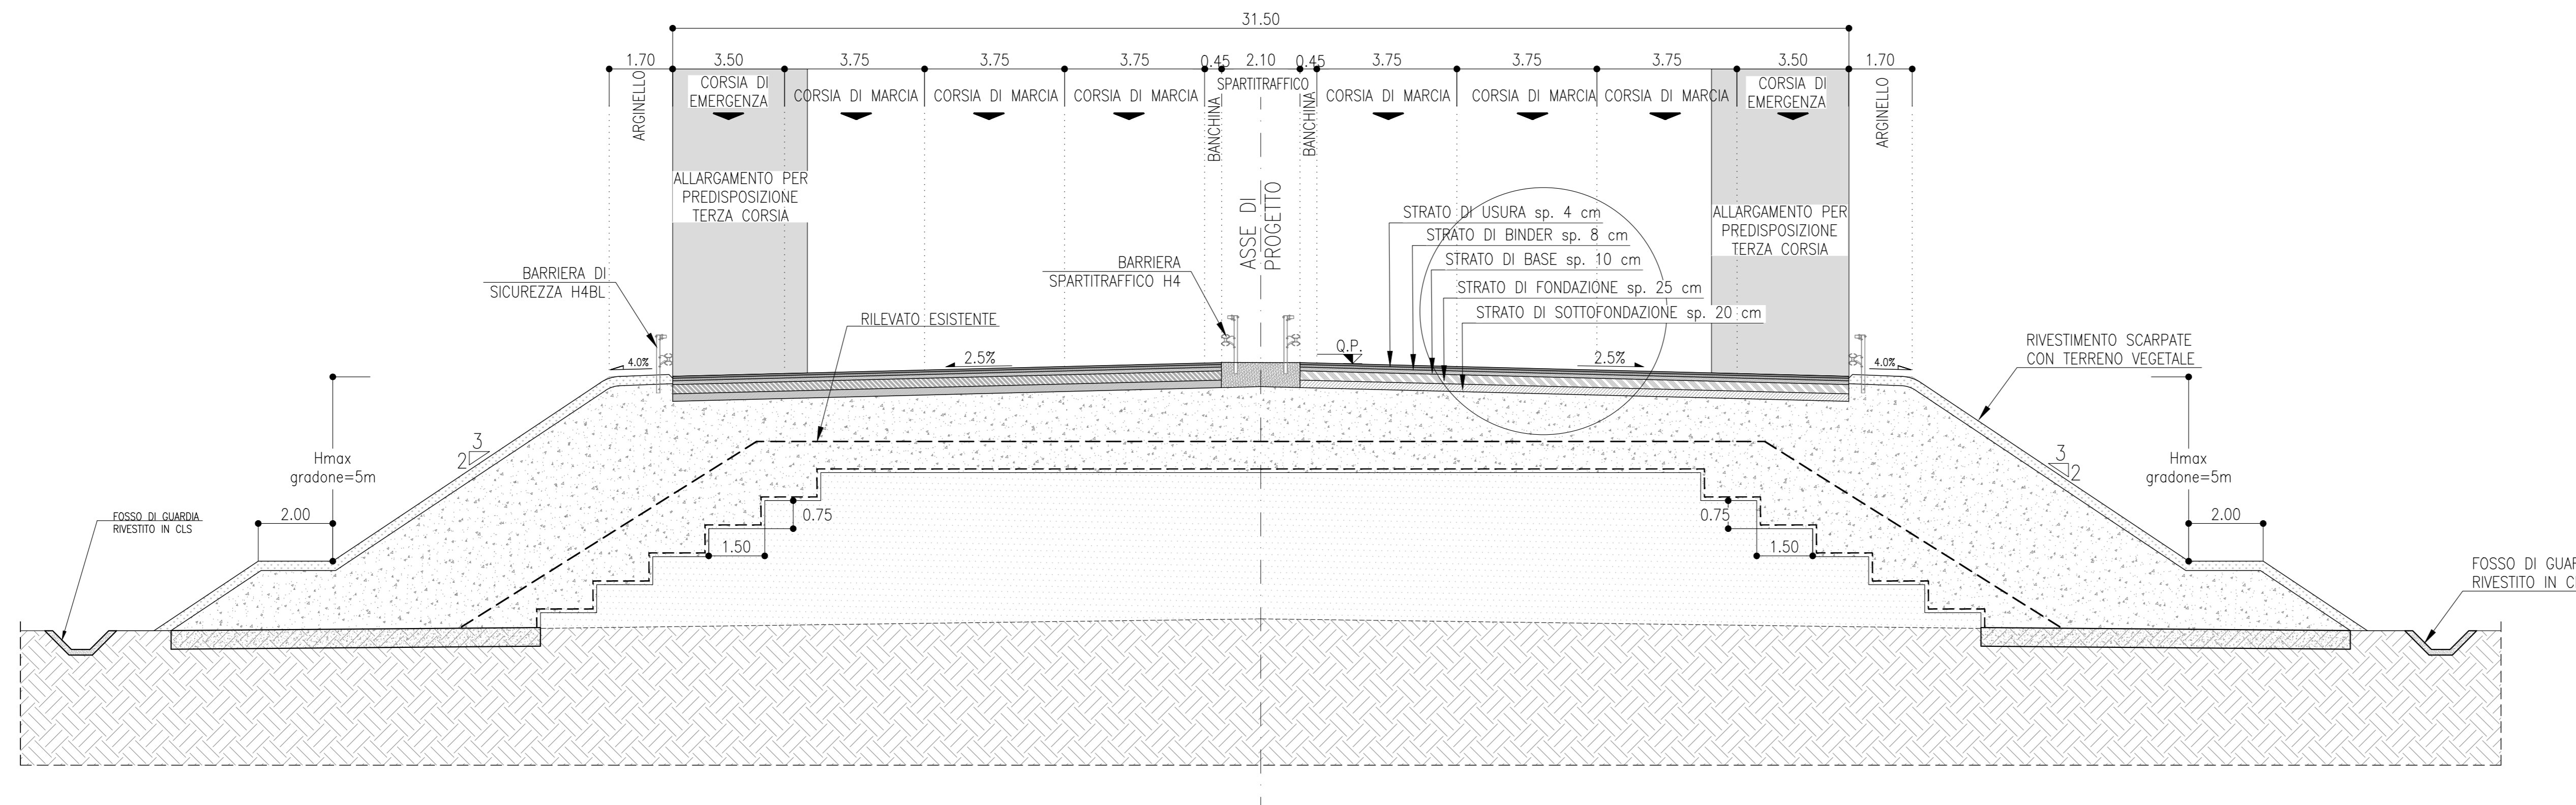 31.50
1.70 3.50 3.75 3.75 3.75 0.45 2.10 0.45 3.75 3.75 3.75 3.50 1.70
ARGINELLO
CORSIA DI
EMERGENZA
CORSIA DI MARCIA
CORSIA DI MARCIA
CORSIA DI MARCIA
BANCHINA
SPARTITRAFFICO
BANCHINA
CORSIA DI MARCIA
CORSIA DI MARCIA
CORSIA DI MARCIA
CORSIA DI
EMERGENZA
ARGINELLO
ALLARGAMENTO PER
PREDISPOSIZIONE
TERZA CORSIA
ASSE DI
PROGETTO
ALLARGAMENTO PER
PREDISPOSIZIONE
TERZA CORSIA
STRATO DI USURA sp. 4 cm
STRATO DI BINDER sp. 8 cm
STRATO DI BASE sp. 10 cm
STRATO DI FONDAZIONE sp. 25 cm
STRATO DI SOTTOFONDAZIONE sp. 20 cm
BARRIERA DI
SICUREZZA H4BL
BARRIERA
SPARTITRAFFICO H4
RILEVATO ESISTENTE
RIVESTIMENTO SCARPATE
CON TERRENO VEGETALE
4.0%
2.5%
Q.P.
2.5%
4.0%
3
2
3
2
Hmax
gradone=5m
Hmax
gradone=5m
2.00
0.75
1.50
0.75
1.50
2.00
FOSSO DI GUARDIA
RIVESTITO IN CLS
FOSSO DI GUAR
RIVESTITO IN C